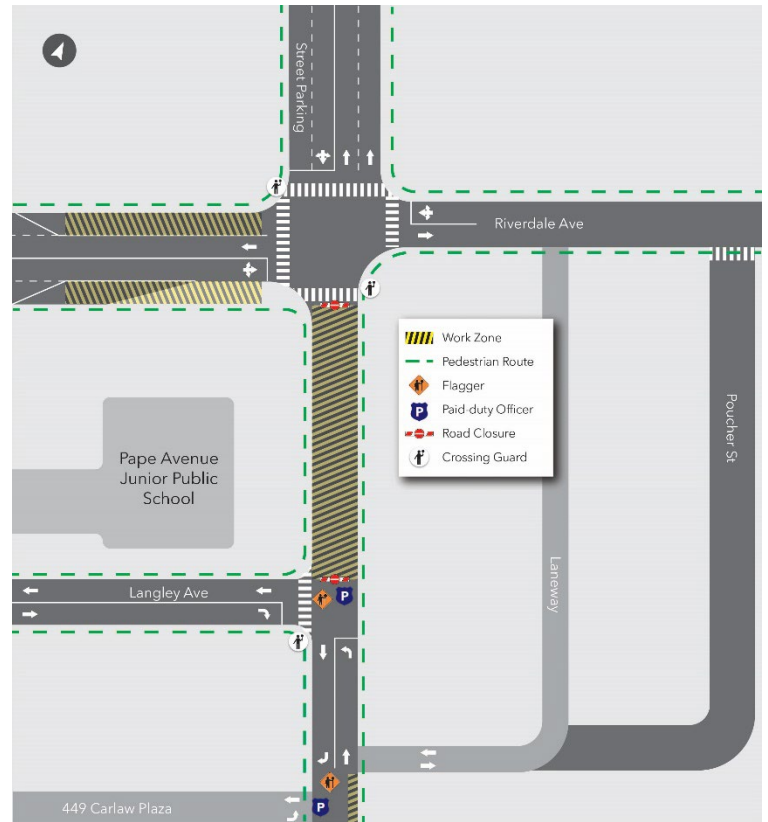 Street Parking
Riverdale Ave
Work Zone
Pedestrian Route
Flagger
P
Paid-duty Officer
Road Closure
Crossing Guard
Poucher St
Pape Avenue
Junior Public
School
Laneway
Langley Ave
P
449 Carlaw Plaza
P